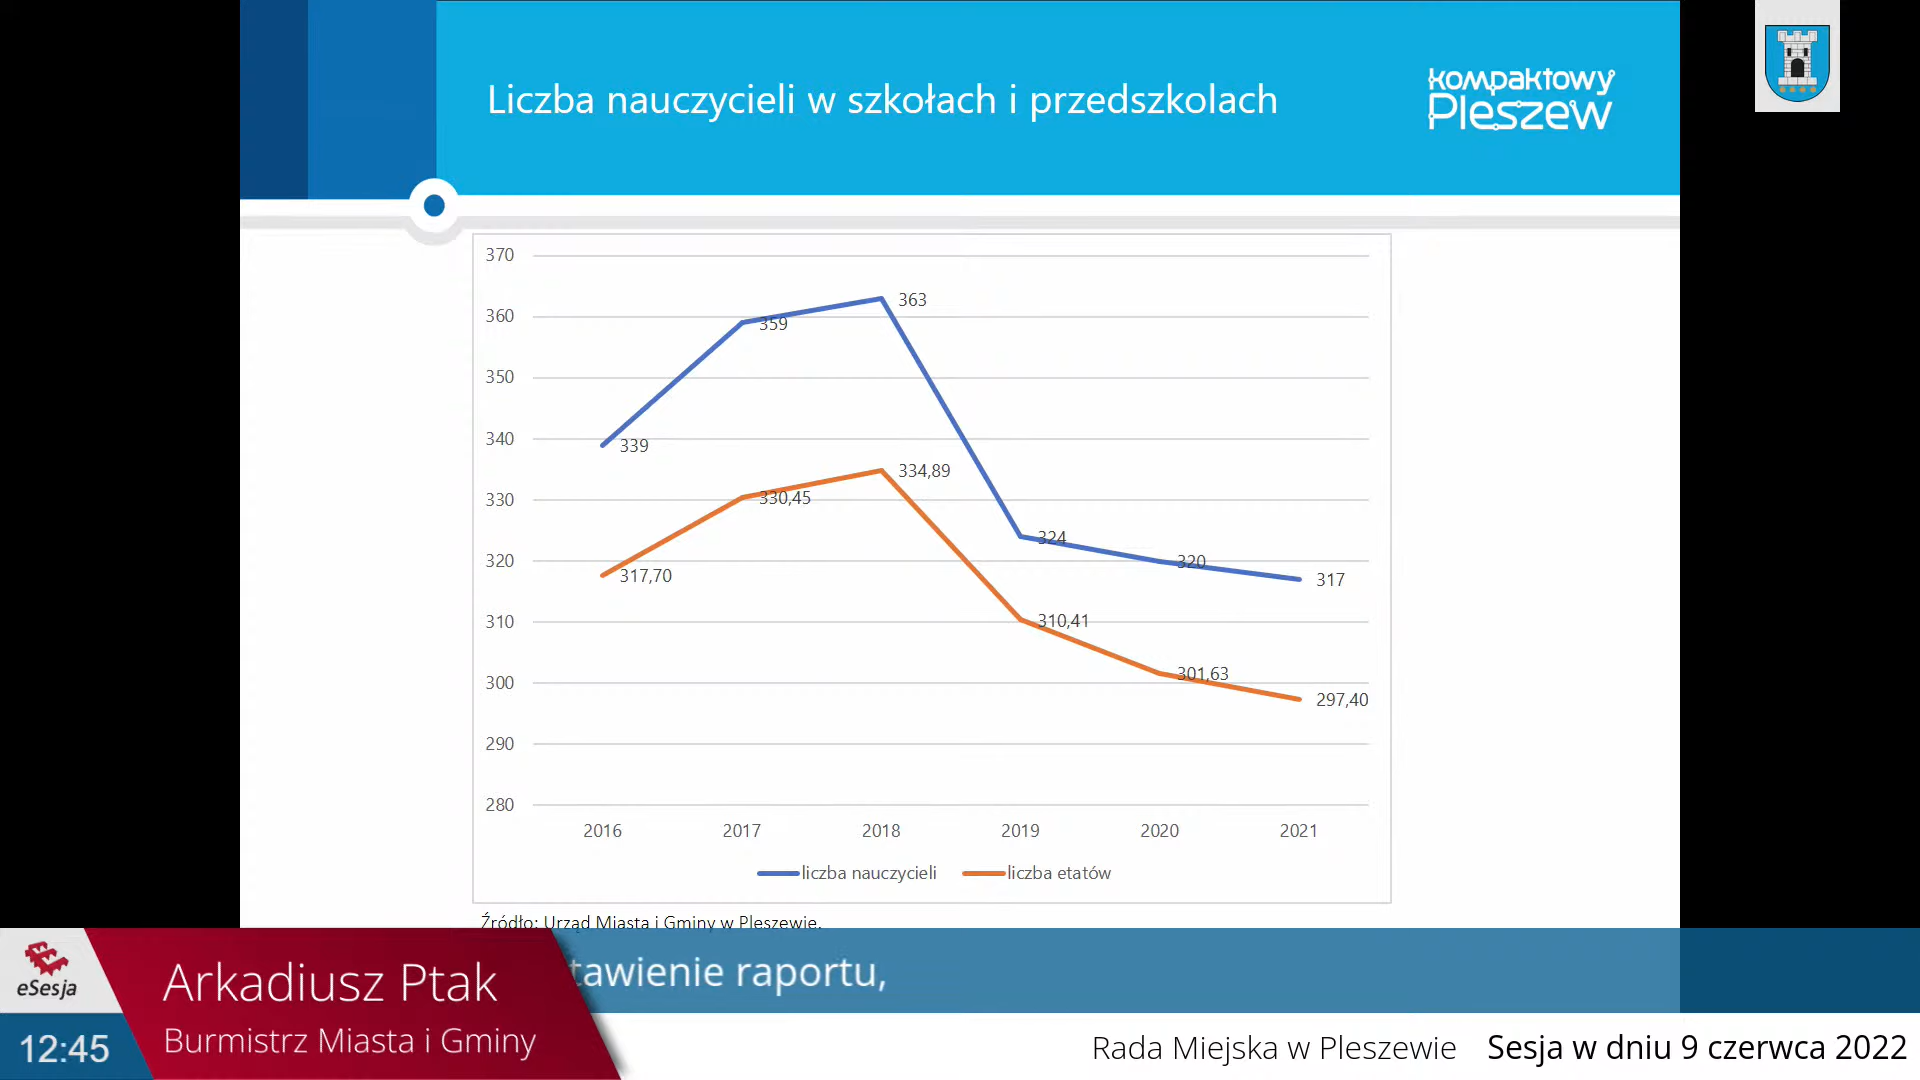 Liczba nauczycieli w szkołach i przedszkolach
kompaktowy
Pleszew
370
360
350
340
330
320
310
300
290
280
339
359
363
324
320
317
317,70
330,45
334,89
310,41
301,63
297,40
2016 2017 2018 2019 2020 2021
liczba nauczycieli liczba etatów
Źródło: Urząd Miasta i Gminy w Pleszewie.
eSesja
Arkadiusz Ptak
Burmistrz Miasta i Gminy
tawienie raportu,
12:45
Rada Miejska w Pleszewie Sesja w dniu 9 czerwca 2022